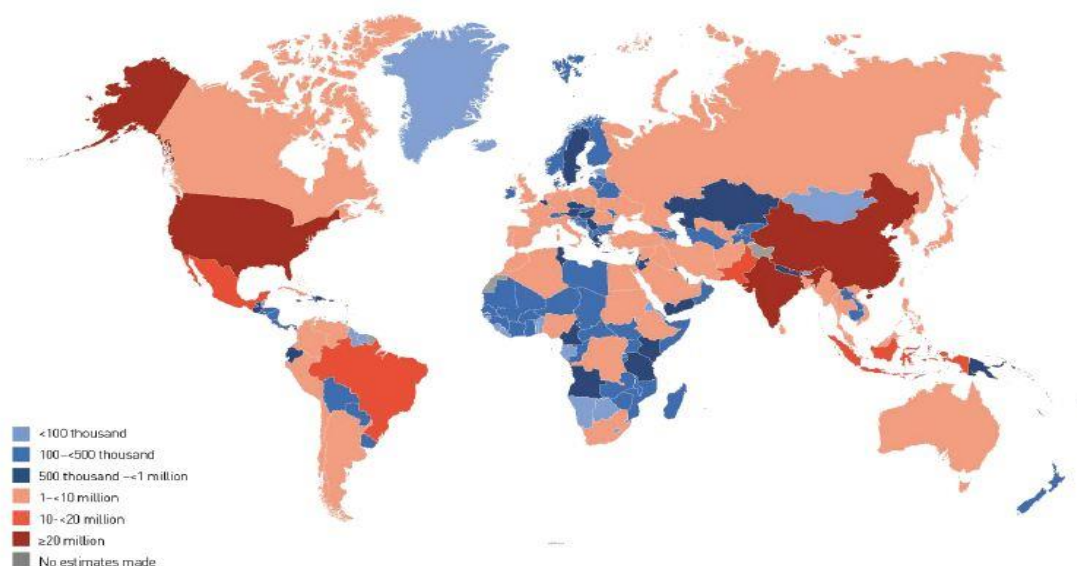 <100 thousand
100-<500 thousand
500 thousand -<1 million
1-<10 million
10-<20 million
≥20 million
No estimates made